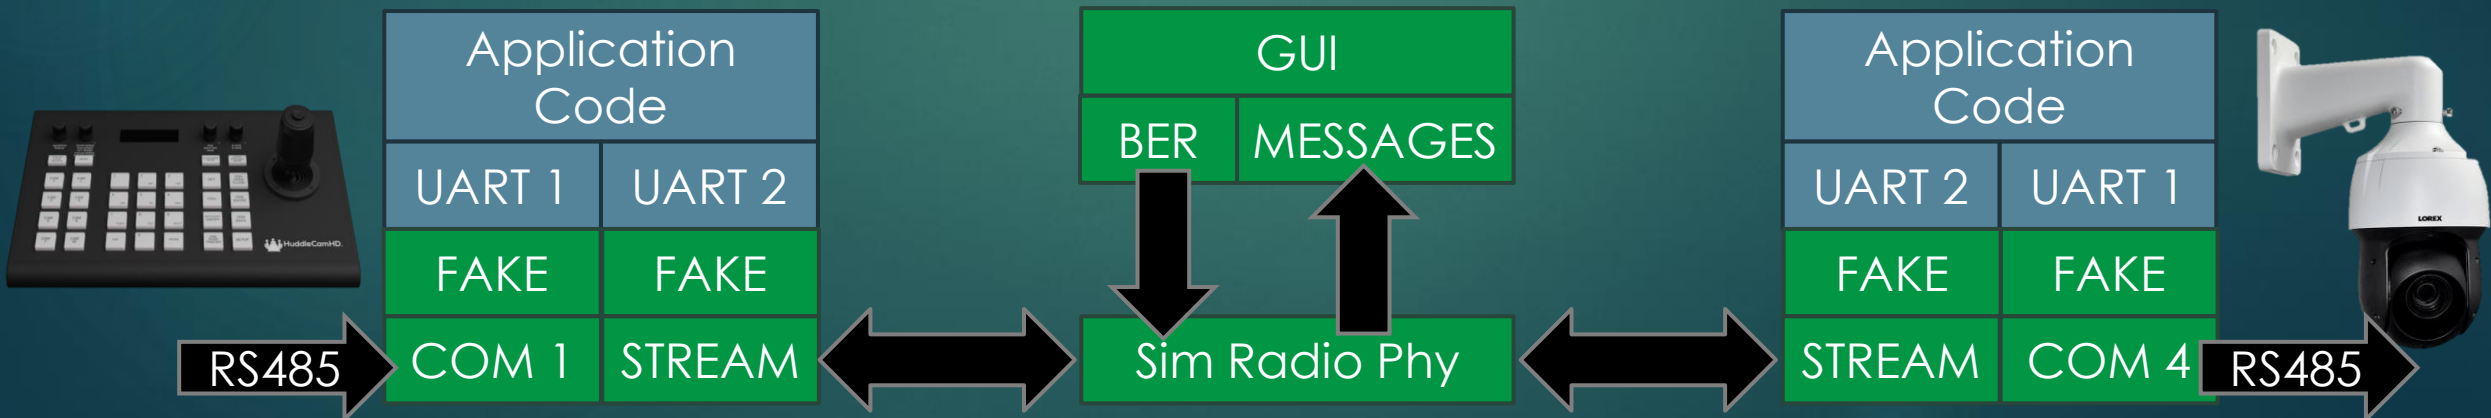 HuddleCamHD.
RS485
Application
Code
UART 1
UART 2
FAKE
FAKE
COM 1
STREAM
GUI
BER
MESSAGES
Sim Radio Phy
Application
Code
UART 2
UART 1
FAKE
FAKE
STREAM
COM 4
RS485
LOREX